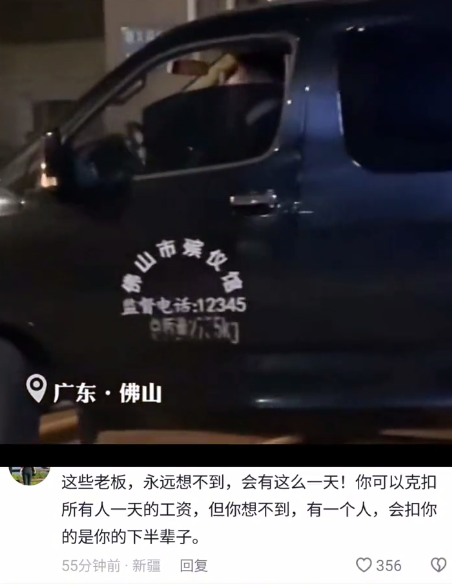 佛山市殡仪馆
监督电话:12345
广东·佛山
这些老板，永远想不到，会有这么一天！你可以克扣
所有人一天的工资，但你想不到，有一个人，会扣你
的是你的下半辈子。
55分钟前·新疆 回复 356